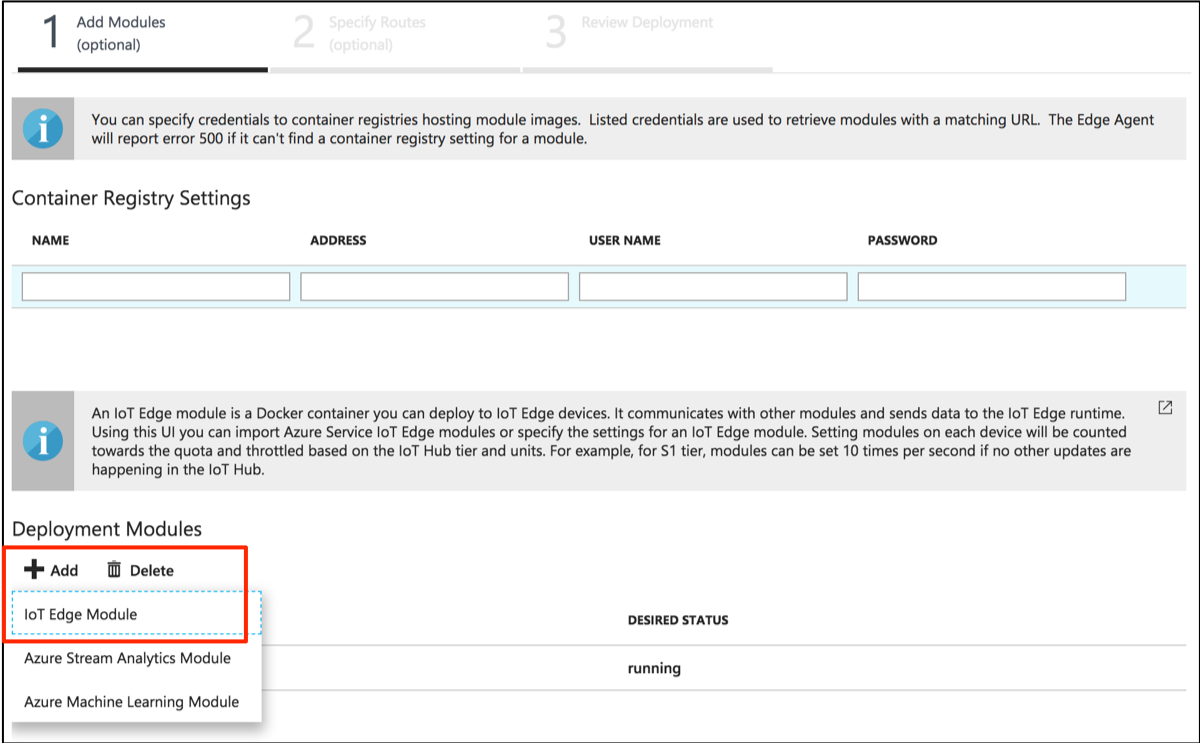 1 Add Modules (optional)
2 Specify Routes (optional)
3 Review Deployment
You can specify credentials to container registries hosting module images. Listed credentials are used to retrieve modules with a matching URL. The Edge Agent
will report error 500 if it can't find a container registry setting for a module.
Container Registry Settings
NAME ADDRESS USER NAME PASSWORD
An IoT Edge module is a Docker container you can deploy to IoT Edge devices. It communicates with other modules and sends data to the IoT Edge runtime.
Using this UI you can import Azure Service IoT Edge modules or specify the settings for an IoT Edge module. Setting modules on each device will be counted
towards the quota and throttled based on the IoT Hub tier and units. For example, for S1 tier, modules can be set 10 times per second if no other updates are
happening in the IoT Hub.
Deployment Modules
Add Delete
IoT Edge Module
DESIRED STATUS
Azure Stream Analytics Module
running
Azure Machine Learning Module